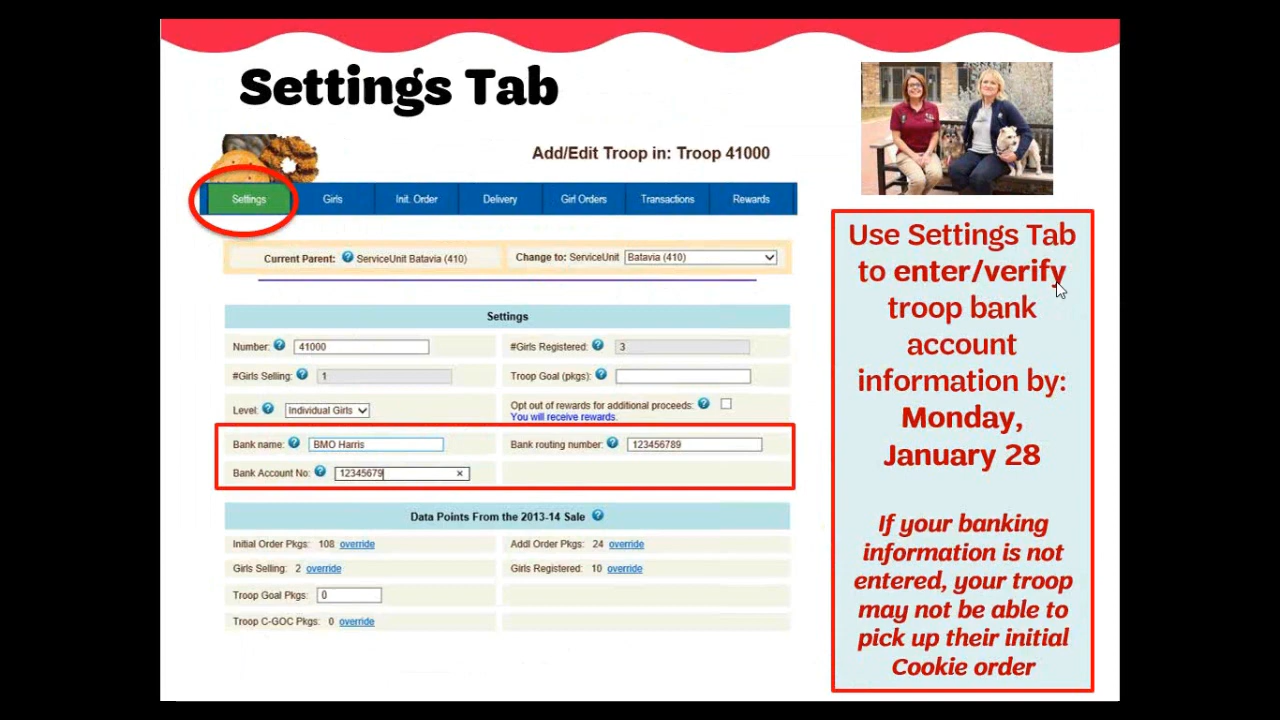 Settings Tab
Add/Edit Troop in: Troop 41000
Settings Girls Init. Order Delivery Girl Orders Transactions Rewards
Current Parent: ? ServiceUnit Batavia (410) Change to: ServiceUnit Batavia (410)
Settings
Number: ? 41000 #Girls Registered: ? 3
#Girls Selling: ? 1 Troop Goal (pkgs): ?
Level: ? Individual Girls Opt out of rewards for additional proceeds: ?
You will receive rewards.
Bank name: ? BMO Harris Bank routing number: ? 123456789
Bank Account No: ? 12345679 ×
Data Points From the 2013-14 Sale ?
Initial Order Pkgs: 108 override Addl Order Pkgs: 24 override
Girls Selling: 2 override Girls Registered: 10 override
Troop Goal Pkgs: 0
Troop C-GOC Pkgs: 0 override
Use Settings Tab
to enter/verify
troop bank
account
information by:
Monday,
January 28
If your banking
information is not
entered, your troop
may not be able to
pick up their initial
Cookie order